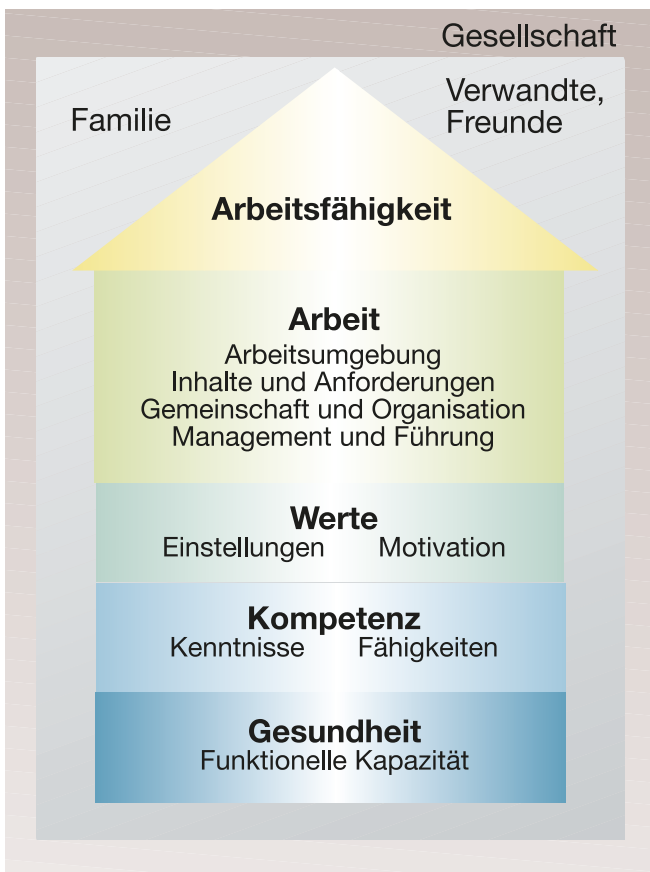 Gesellschaft
Familie
Verwandte,
Freunde
Arbeitsfähigkeit
Arbeit
Arbeitsumgebung
Inhalte und Anforderungen
Gemeinschaft und Organisation
Management und Führung
Werte
Einstellungen Motivation
Kompetenz
Kenntnisse Fähigkeiten
Gesundheit
Funktionelle Kapazität